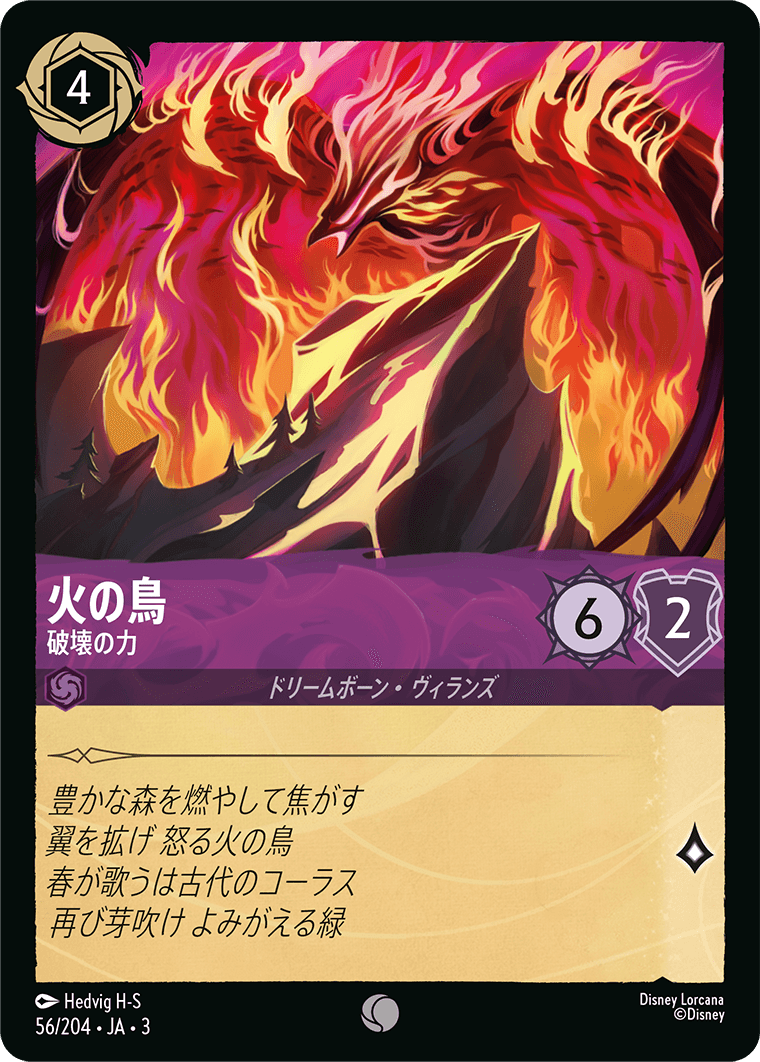 4
火の鳥
破壊の力
6
2
ドリームボーン・ヴィランズ
豊かな森を燃やして焦がす
翼を拡げ 怒る火の鳥
春が歌うは古代のコーラス
再び芽吹け よみがえる緑
Hedvig H-S
56/204 • JA • 3
Disney Lorcana
©Disney